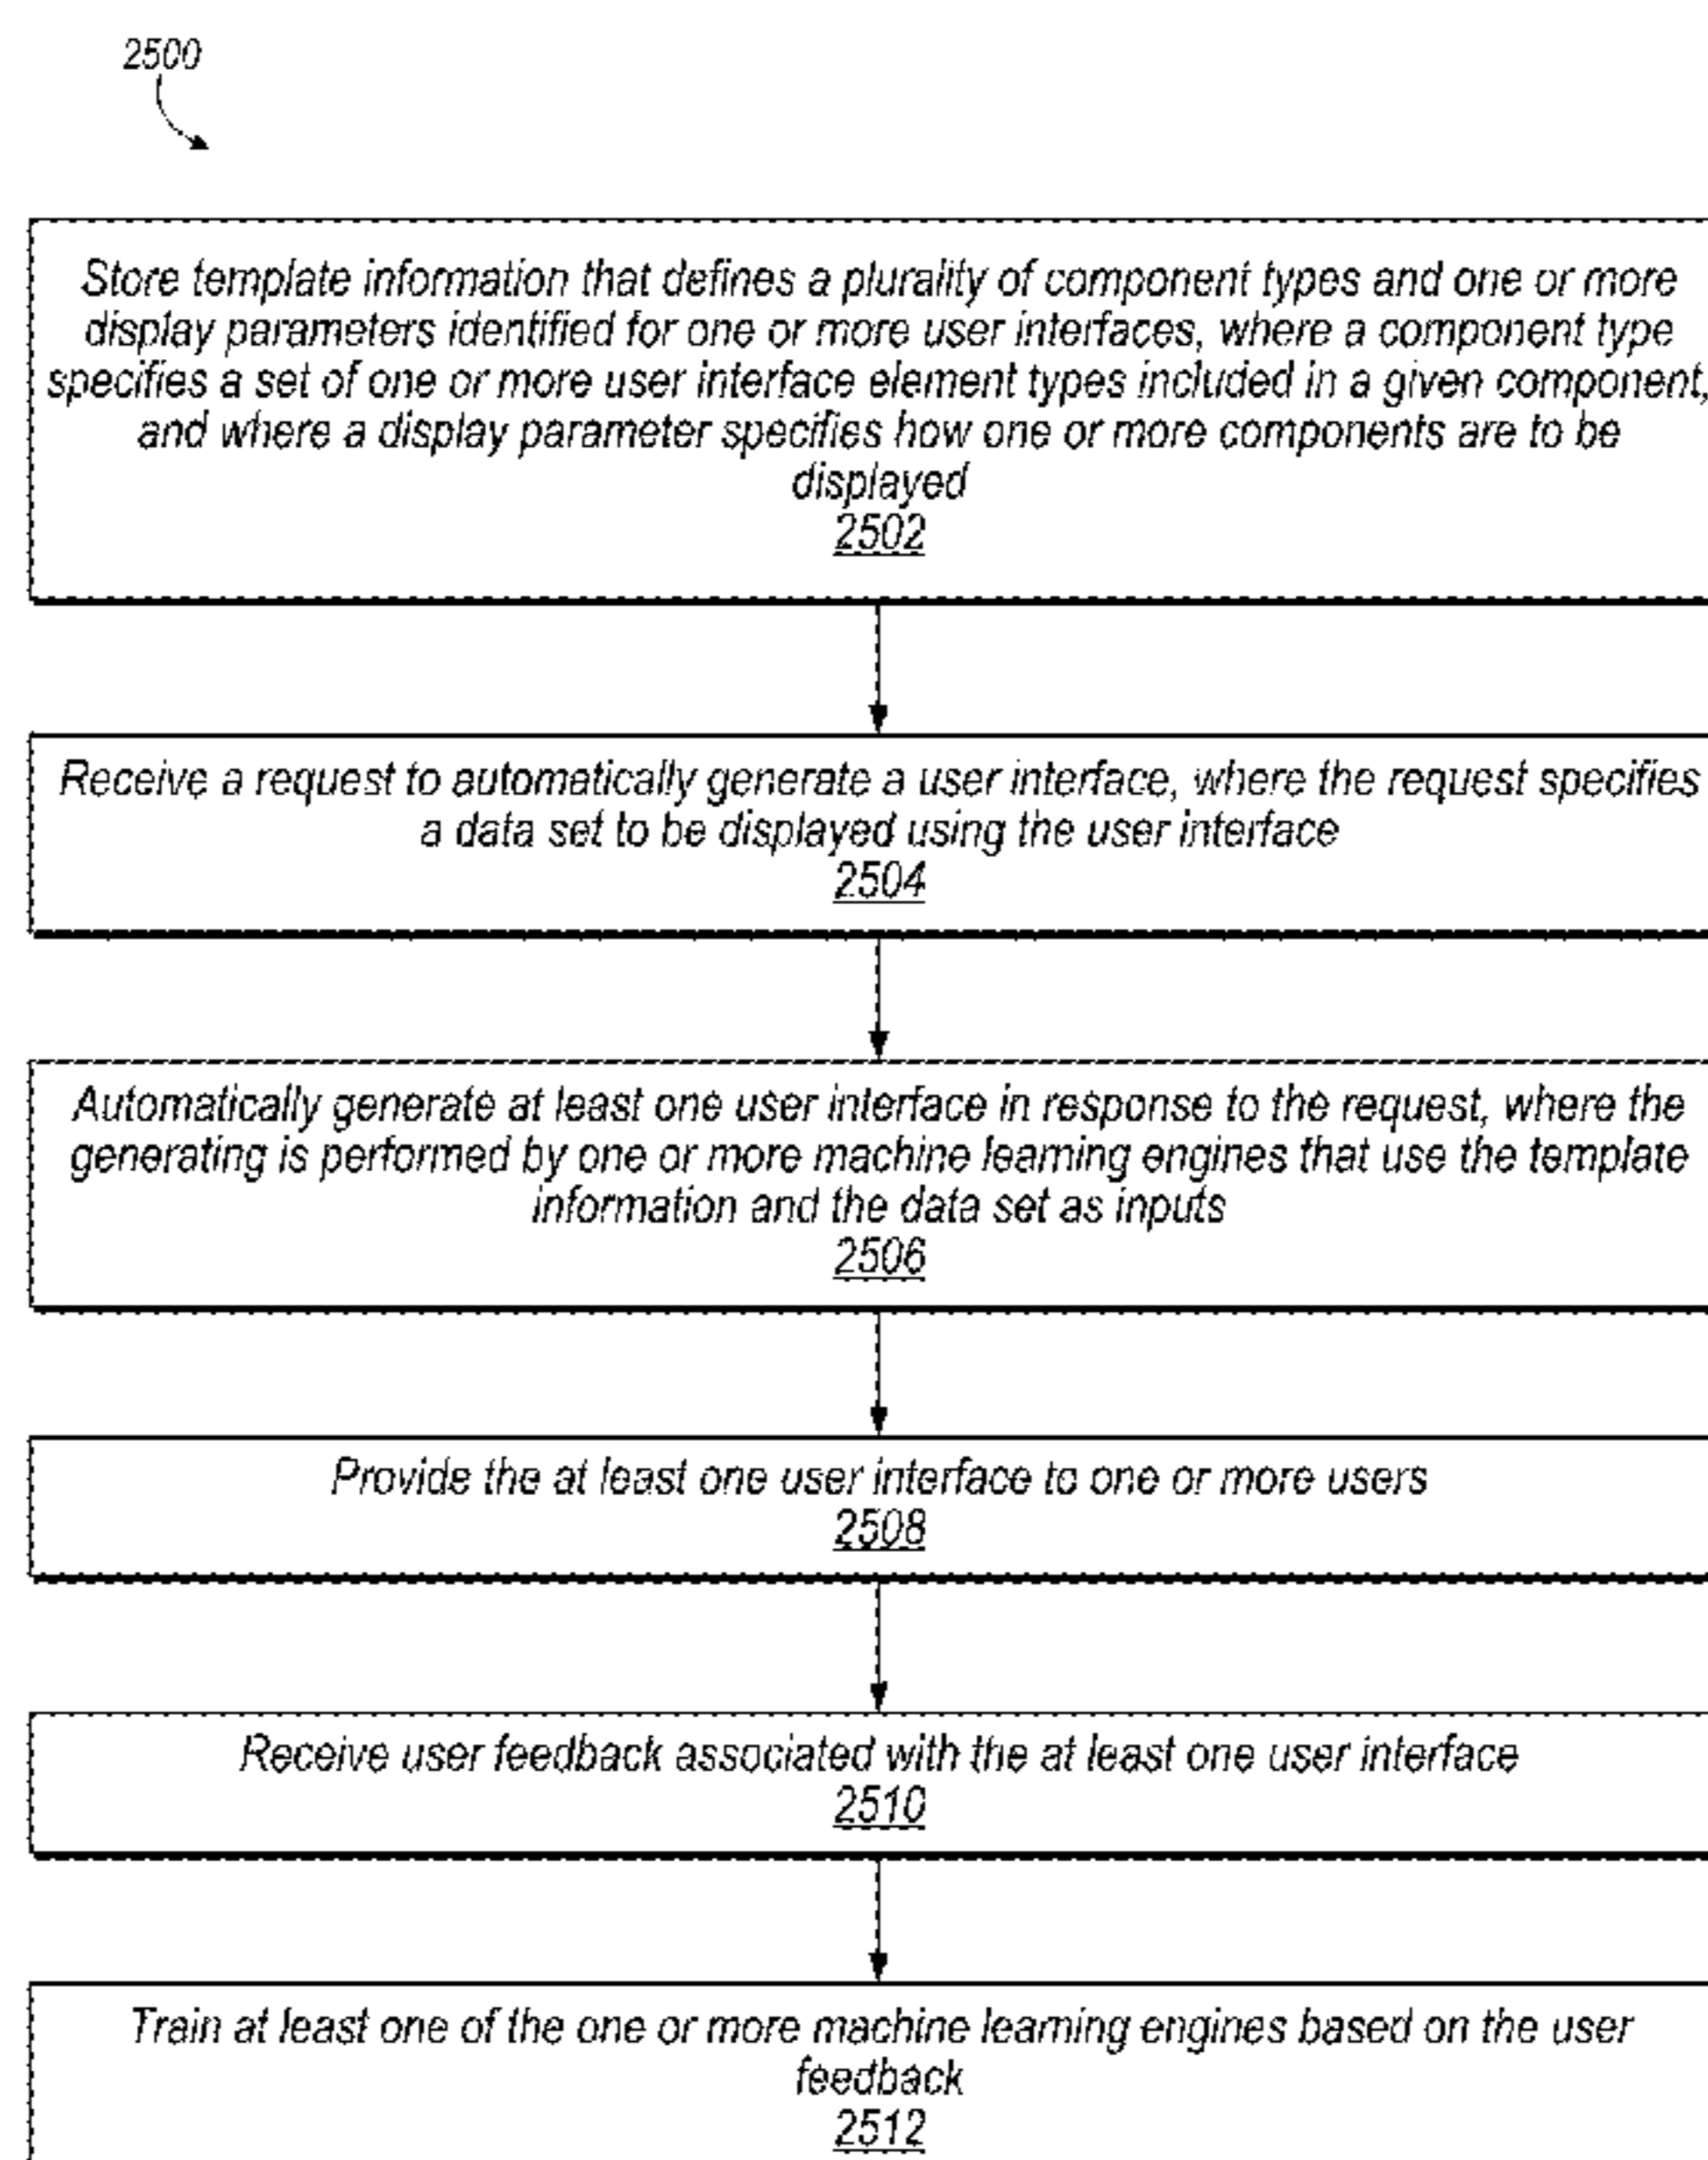 2500
Store template information that defines a plurality of component types and one or more
display parameters identified for one or more user interfaces, where a component type
specifies a set of one or more user interface element types included in a given component,
and where a display parameter specifies how one or more components are to be
displayed
2502
Receive a request to automatically generate a user interface, where the request specifies
a data set to be displayed using the user interface
2504
Automatically generate at least one user interface in response to the request, where the
generating is performed by one or more machine learning engines that use the template
information and the data set as inputs
2506
Provide the at least one user interface to one or more users
2508
Receive user feedback associated with the at least one user interface
2510
Train at least one of the one or more machine learning engines based on the user
feedback
2512